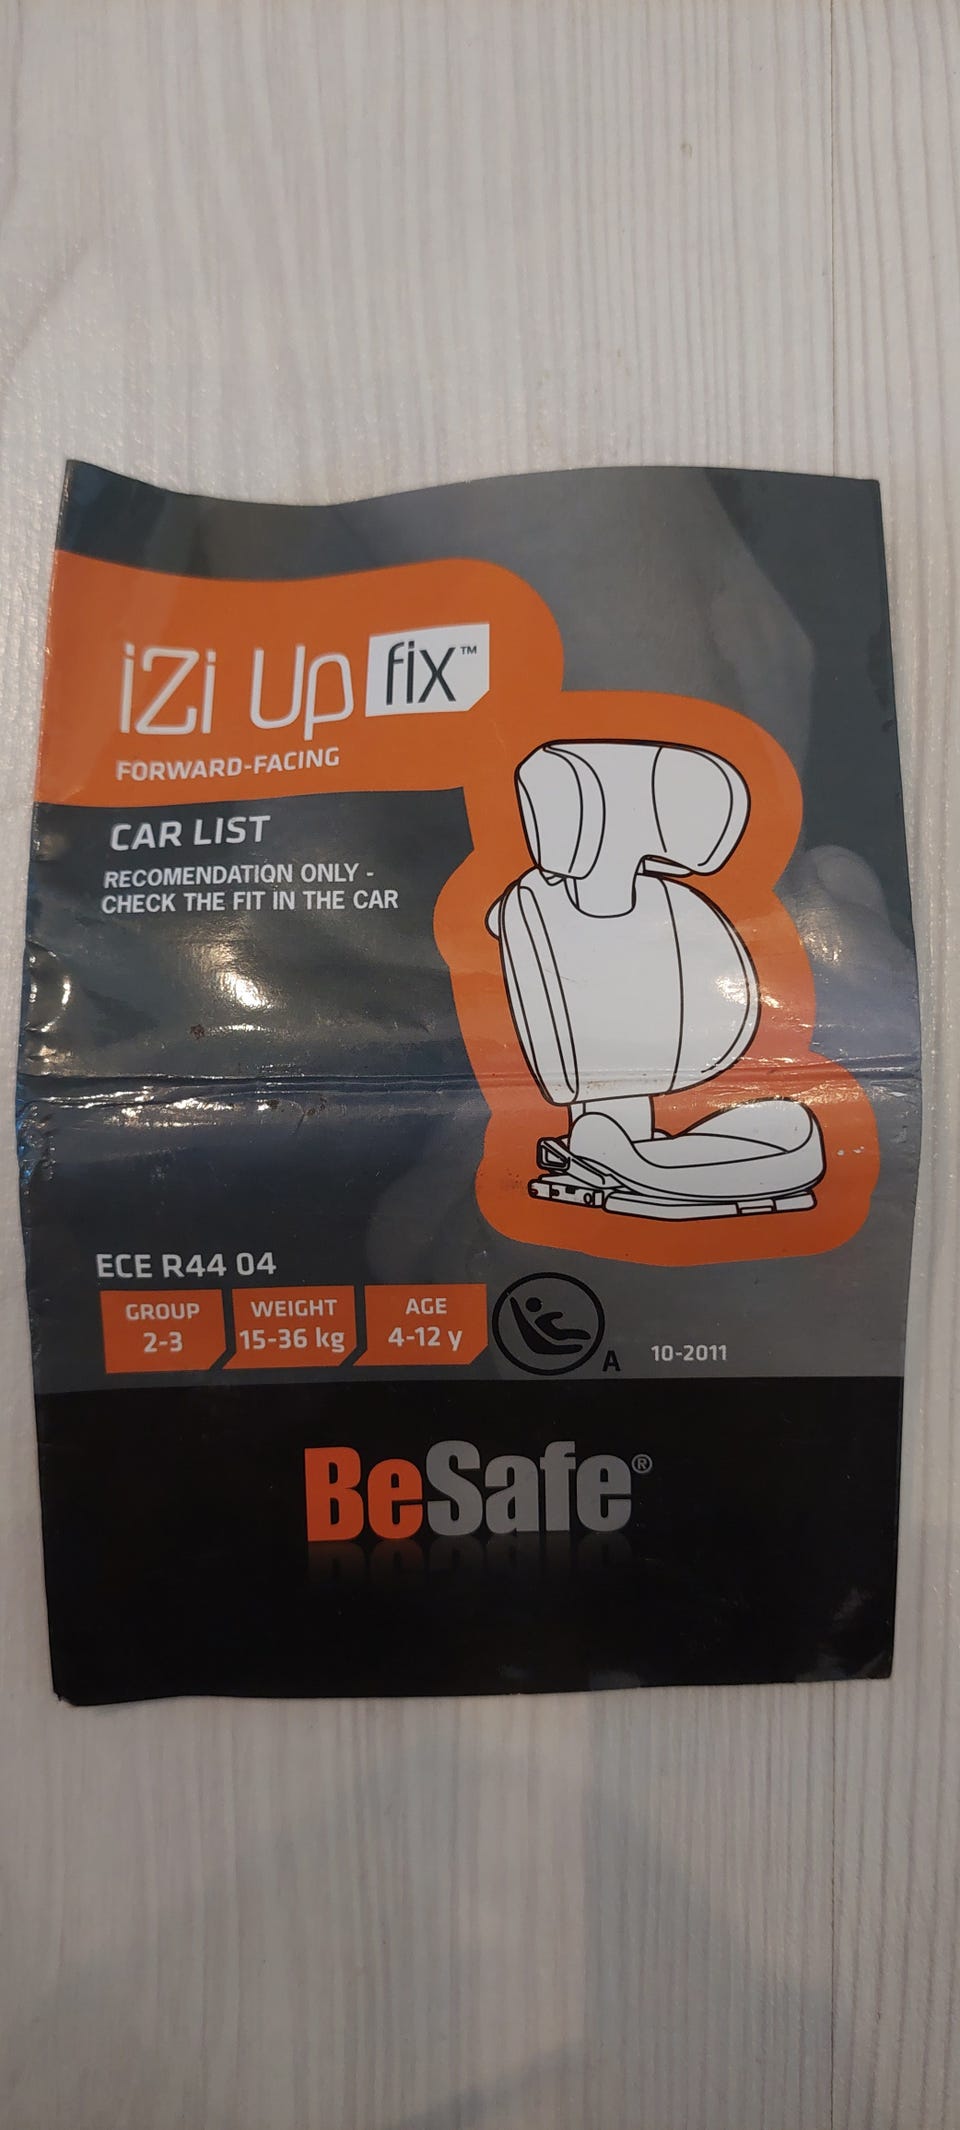 iZi Up fix™
FORWARD-FACING
CAR LIST
RECOMENDATION ONLY -
CHECK THE FIT IN THE CAR
ECE R44 04
GROUP
2-3
WEIGHT
15-36 kg
AGE
4-12 y
A
10-2011
BeSafe®